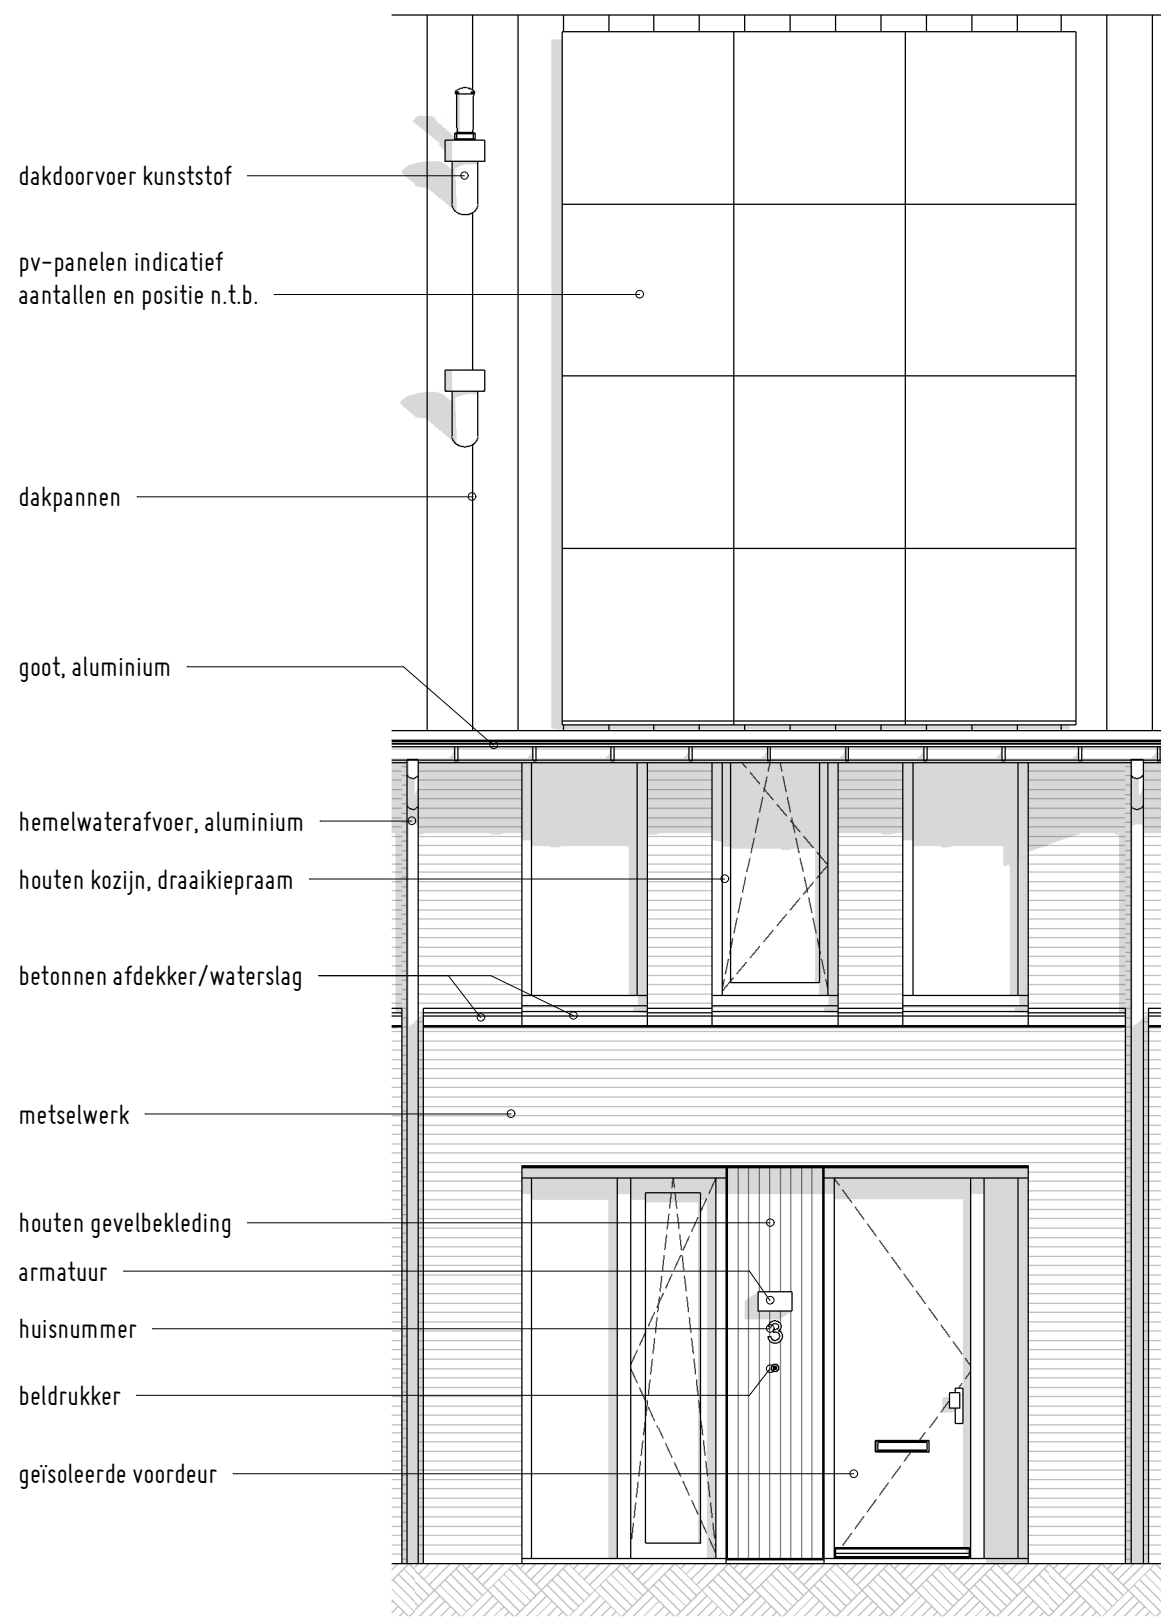 dakdoorvoer kunststof
pv-panelen indicatief
aantallen en positie n.t.b.
dakpannen
goot, aluminium
hemelwaterafvoer, aluminium
houten kozijn, draaikiepraam
betonnen afdekker/waterslag
metselwerk
houten gevelbekleding
armatuur
huisnummer
3
beldrukker
geïsoleerde voordeur